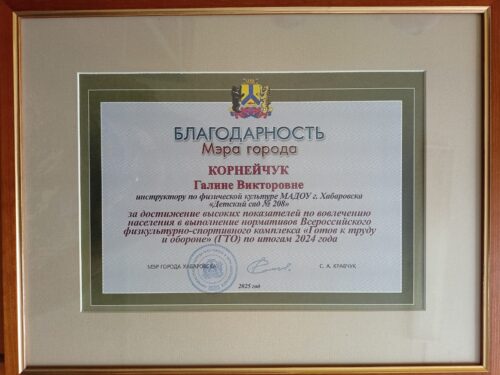 БЛАГОДАРНОСТЬ
Мэра города
КОРНЕЙЧУК
Галине Викторовне
инструктору по физической культуре МАДОУ г. Хабаровска
«Детский сад № 208»
за достижение высоких показателей по вовлечению
населения в выполнение нормативов Всероссийского
физкультурно-спортивного комплекса «Готов к труду
и обороне» (ГТО) по итогам 2024 года
МЭР ГОРОДА ХАБАРОВСКА
С. А. КРАВЧУК
2025 год